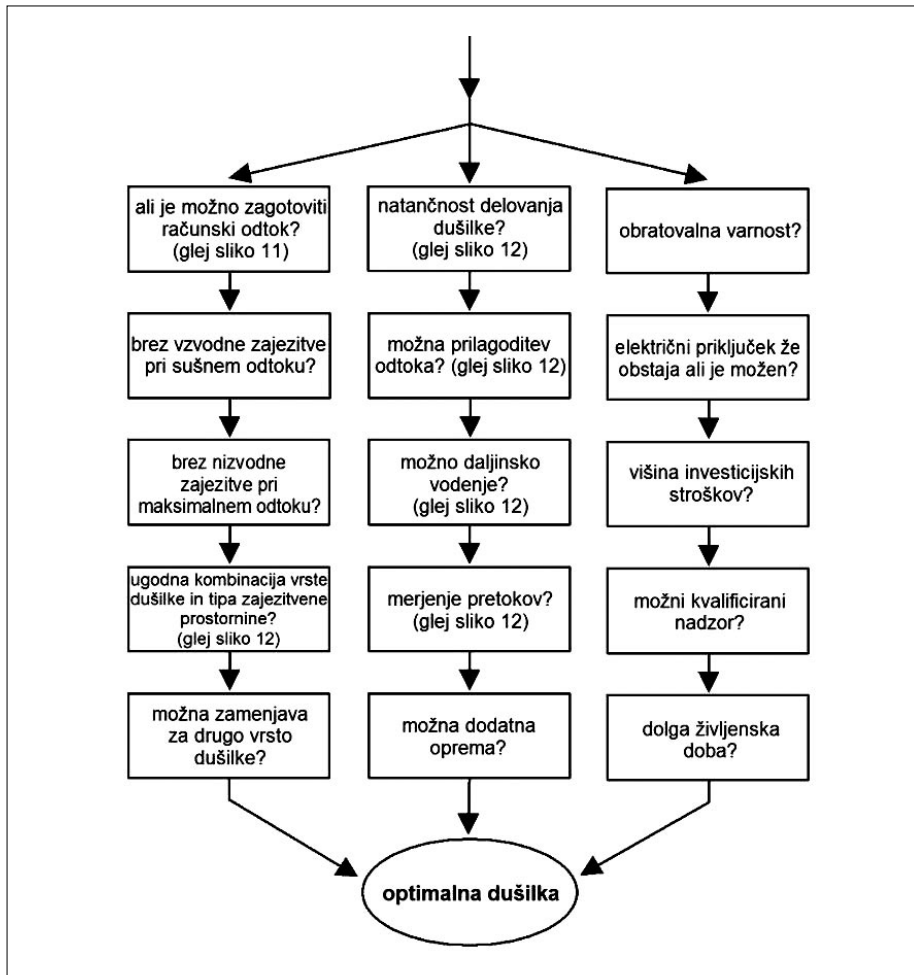 ali je možno zagotoviti
računski odtok?
(glej sliko 11)
brez vzvodne zajezitve
pri sušnem odtoku?
brez nizvodne
zajezitve pri
maksimalnem odtoku?
ugodna kombinacija vrste
dušilke in tipa zajezitvene
prostornine?
(glej sliko 12)
možna zamenjava
za drugo vrsto
dušilke?
natančnost delovanja
dušilke?
(glej sliko 12)
možna prilagoditev
odtoka? (glej sliko 12)
možno daljinsko
vodenje?
(glej sliko 12)
merjenje pretokov?
(glej sliko 12)
možna dodatna
oprema?
obratovalna varnost?
električni priključek že
obstaja ali je možen?
višina investicijskih
stroškov?
možni kvalificirani
nadzor?
dolga življenska
doba?
optimalna dušilka